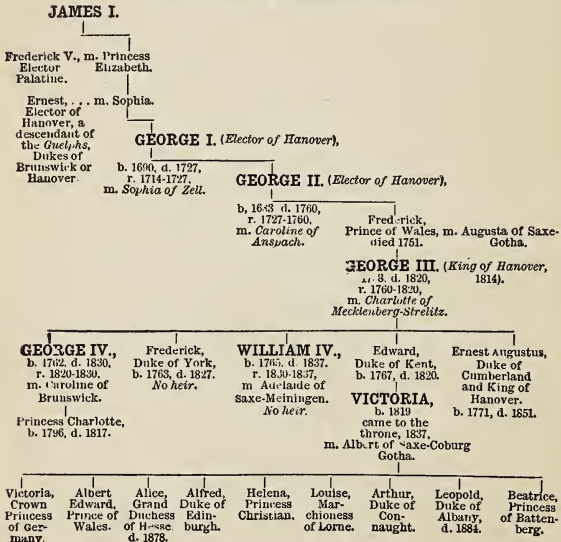 JAMES I.
Frederick V., m. Princess
Elector Elizabeth.
Palatine.
Ernest, . . . m. Sophia.
Elector of
Hanover, a
descendant of
the Guelphs,
Dukes of
Brunswick or
Hanover.
GEORGE I. (Elector of Hanover),
b. 1690, d. 1727,
r. 1714-1727,
m. Sophia of Zell.
GEORGE II. (Elector of Hanover),
b, 1683 d. 1760,
r. 1727-1760,
m. Caroline of
Anspach.
Frederick,
Prince of Wales, m. Augusta of Saxe-
died 1751. Gotha.
GEORGE III. (King of Hanover,
1814).
d. 1820,
r. 1760-1820,
m. Charlotte of
Mecklenberg-Strelitz.
GEORGE IV.,
b. 1762, d. 1830,
r. 1820-1830,
m. Caroline of
Brunswick.
Princess Charlotte,
b. 1796, d. 1817.
Frederick,
Duke of York,
b. 1763, d. 1827.
No heir.
WILLIAM IV.,
b. 1765, d. 1837.
r. 1830-1837,
m Adelaide of
Saxe-Meiningen.
No heir.
Edward,
Duke of Kent,
b. 1767, d. 1820.
VICTORIA,
b. 1819
came to the
throne, 1837,
m. Albert of Saxe-Coburg
Gotha.
Ernest Augustus,
Duke of
Cumberland
and King of
Hanover.
b. 1771, d. 1851.
Victoria,
Crown
Princess
of Ger-
many.
Albert
Edward,
Prince of
Wales.
Alice,
Grand
Duchess
of Hesse.
d. 1878.
Alfred,
Duke of
Edin-
burgh.
Helena,
Princess
Christian.
Louise,
Mar-
chioness
of Lorne.
Arthur,
Duke of
Con-
naught.
Leopold,
Duke of
Albany,
d. 1884.
Beatrice,
Princess
of Batten-
berg.